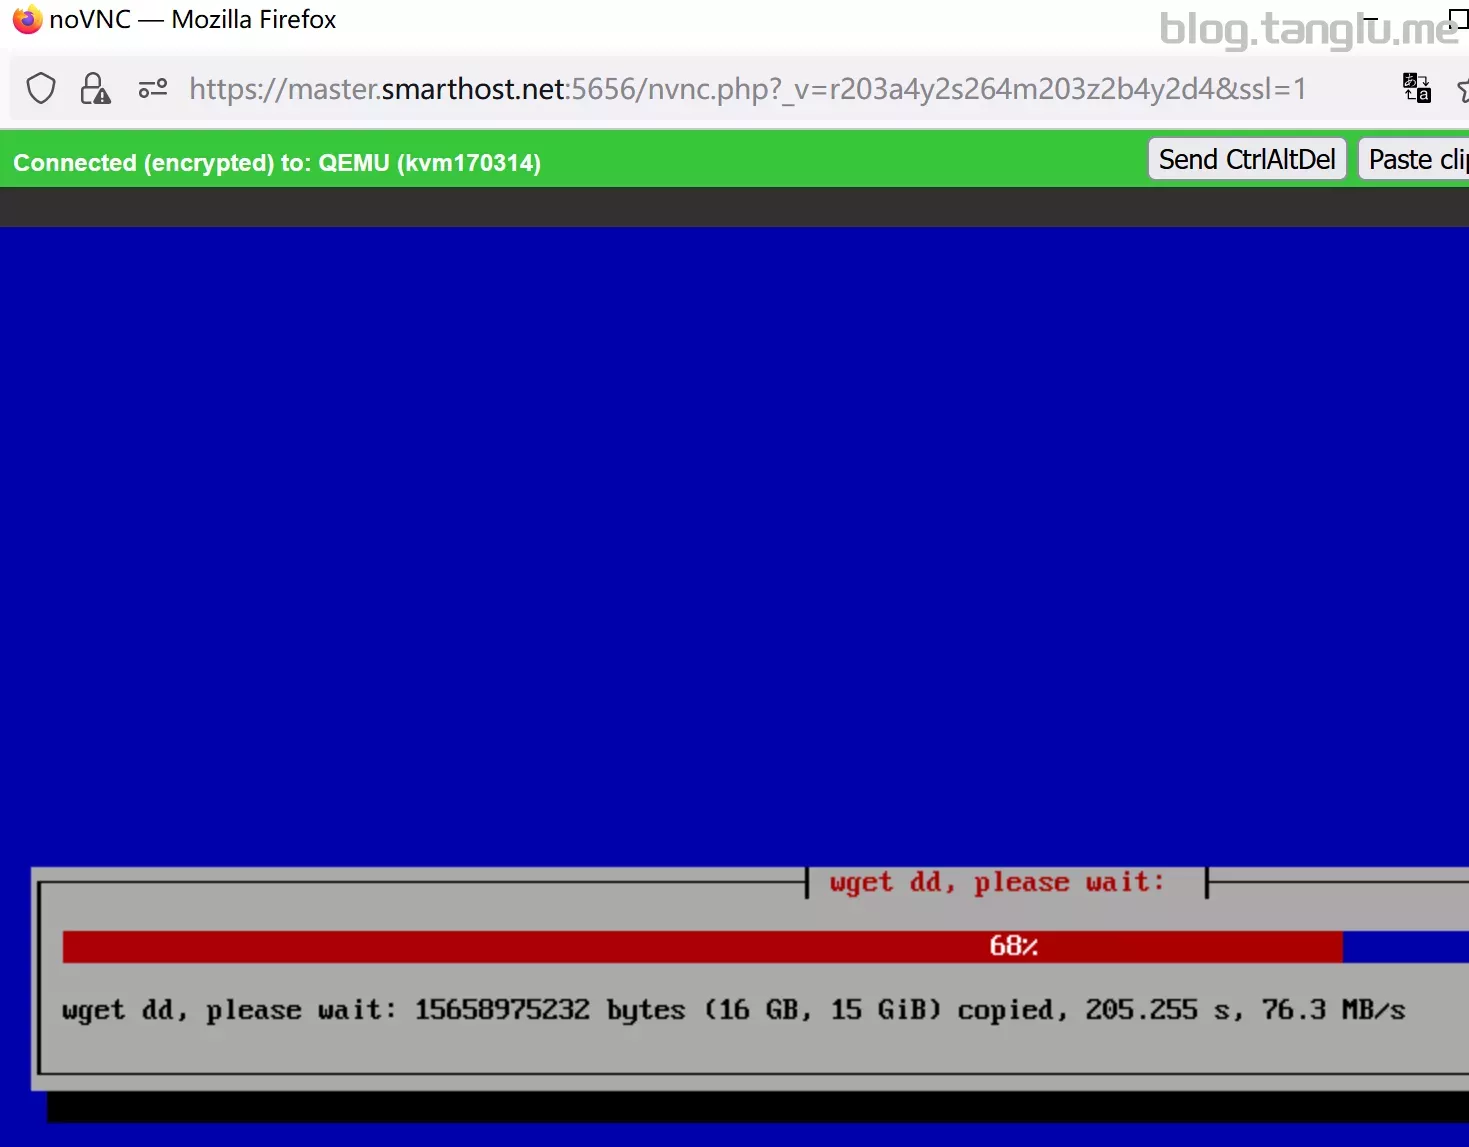 noVNC — Mozilla Firefox
blog.tanglu.me
https://master.smarthost.net:5656/nvnc.php?_v=r203a4y2s264m203z2b4y2d4&ssl=1
Connected (encrypted) to: QEMU (kvm170314)
Send CtrlAltDel
Paste clip
wget dd, please wait:
68%
wget dd, please wait: 15658975232 bytes (16 GB, 15 GiB) copied, 205.255 s, 76.3 MB/s